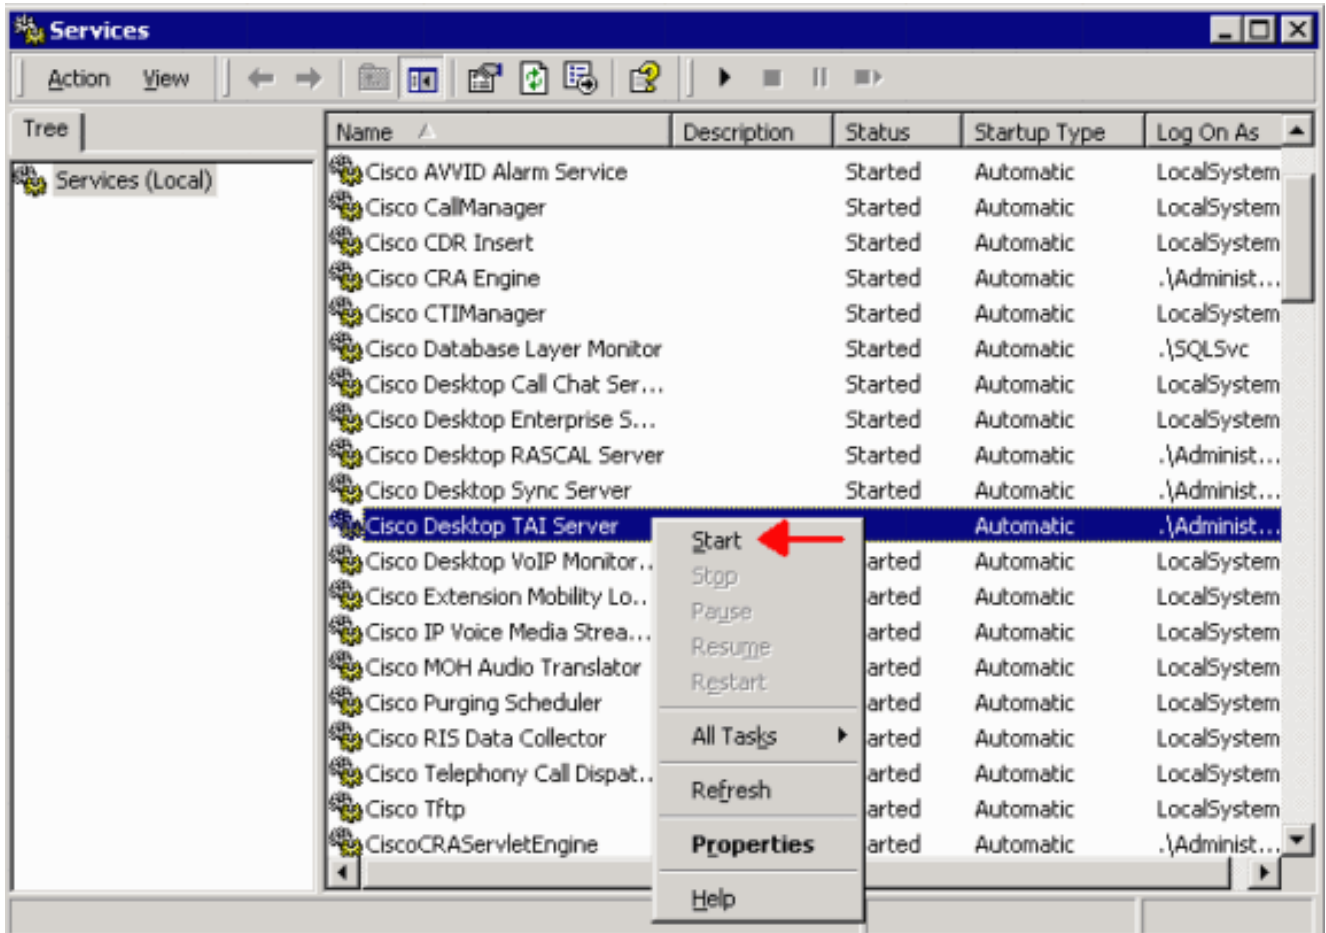 Services
Action View
Tree
Name Description Status Startup Type Log On As
Services (Local)
Cisco AVVID Alarm Service Started Automatic LocalSystem
Cisco CallManager Started Automatic LocalSystem
Cisco CDR Insert Started Automatic LocalSystem
Cisco CRA Engine Started Automatic .\Administ...
Cisco CTIManager Started Automatic LocalSystem
Cisco Database Layer Monitor Started Automatic .\SQLSvc
Cisco Desktop Call Chat Ser... Started Automatic LocalSystem
Cisco Desktop Enterprise S... Started Automatic LocalSystem
Cisco Desktop RASCAL Server Started Automatic .\Administ...
Cisco Desktop Sync Server Started Automatic .\Administ...
Cisco Desktop TAI Server Automatic .\Administ...
Cisco Desktop VoIP Monitor.. arted Automatic LocalSystem
Cisco Extension Mobility Lo.. arted Automatic LocalSystem
Cisco IP Voice Media Strea... arted Automatic LocalSystem
Cisco MOH Audio Translator arted Automatic LocalSystem
Cisco Purging Scheduler arted Automatic LocalSystem
Cisco RIS Data Collector arted Automatic LocalSystem
Cisco Telephony Call Dispat.. arted Automatic LocalSystem
Cisco Tftp arted Automatic LocalSystem
CiscoCRAServletEngine arted Automatic .\Administ...
Start
Stop
Pause
Resume
Restart
All Tasks
Refresh
Properties
Help